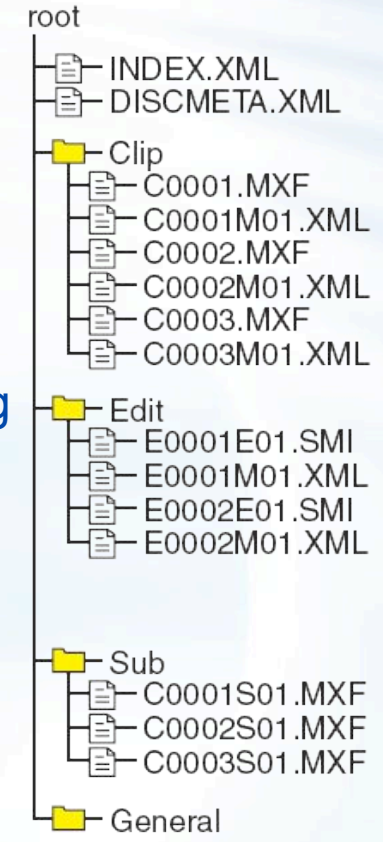 root
INDEX.XML
DISCMETA.XML
Clip
C0001.MXF
C0001M01.XML
C0002.MXF
C0002M01.XML
C0003.MXF
C0003M01.XML
g
Edit
E0001E01.SMI
E0001M01.XML
E0002E01.SMI
E0002M01.XML
Sub
C0001S01.MXF
C0002S01.MXF
C0003S01.MXF
General